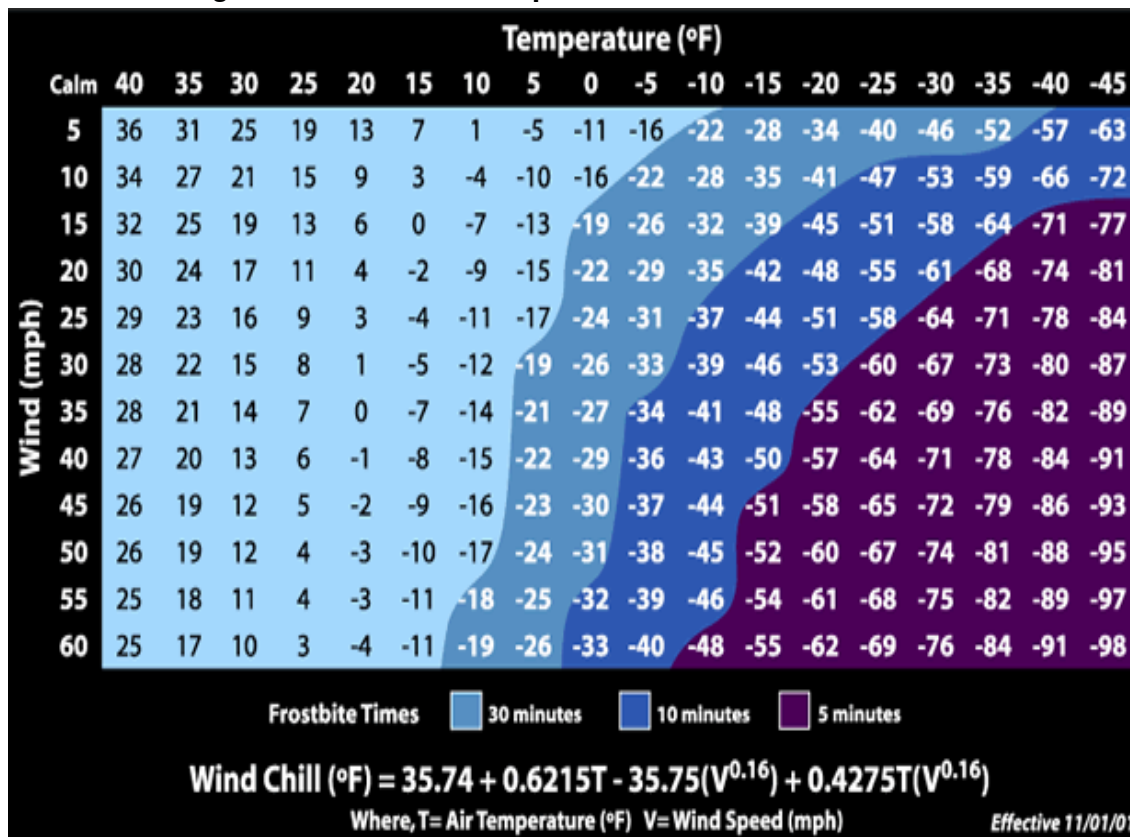 Temperature (ºF)
Calm 40 35 30 25 20 15 10 5 0 -5 -10 -15 -20 -25 -30 -35 -40 -45
5 36 31 25 19 13 7 1 -5 -11 -16 -22 -28 -34 -40 -46 -52 -57 -63
10 34 27 21 15 9 3 -4 -10 -16 -22 -28 -35 -41 -47 -53 -59 -66 -72
15 32 25 19 13 6 0 -7 -13 -19 -26 -32 -39 -45 -51 -58 -64 -71 -77
20 30 24 17 11 4 -2 -9 -15 -22 -29 -35 -42 -48 -55 -61 -68 -74 -81
25 29 23 16 9 3 -4 -11 -17 -24 -31 -37 -44 -51 -58 -64 -71 -78 -84
30 28 22 15 8 1 -5 -12 -19 -26 -33 -39 -46 -53 -60 -67 -73 -80 -87
35 28 21 14 7 0 -7 -14 -21 -27 -34 -41 -48 -55 -62 -69 -76 -82 -89
40 27 20 13 6 -1 -8 -15 -22 -29 -36 -43 -50 -57 -64 -71 -78 -84 -91
45 26 19 12 5 -2 -9 -16 -23 -30 -37 -44 -51 -58 -65 -72 -79 -86 -93
50 26 19 12 4 -3 -10 -17 -24 -31 -38 -45 -52 -60 -67 -74 -81 -88 -95
55 25 18 11 4 -3 -11 -18 -25 -32 -39 -46 -54 -61 -68 -75 -82 -89 -97
60 25 17 10 3 -4 -11 -19 -26 -33 -40 -48 -55 -62 -69 -76 -84 -91 -98
Wind (mph)
Frostbite Times 30 minutes 10 minutes 5 minutes
Wind Chill (ºF) = 35.74 + 0.6215T - 35.75(V^0.16) + 0.4275T(V^0.16)
Where, T= Air Temperature (ºF) V= Wind Speed (mph) Effective 11/01/01